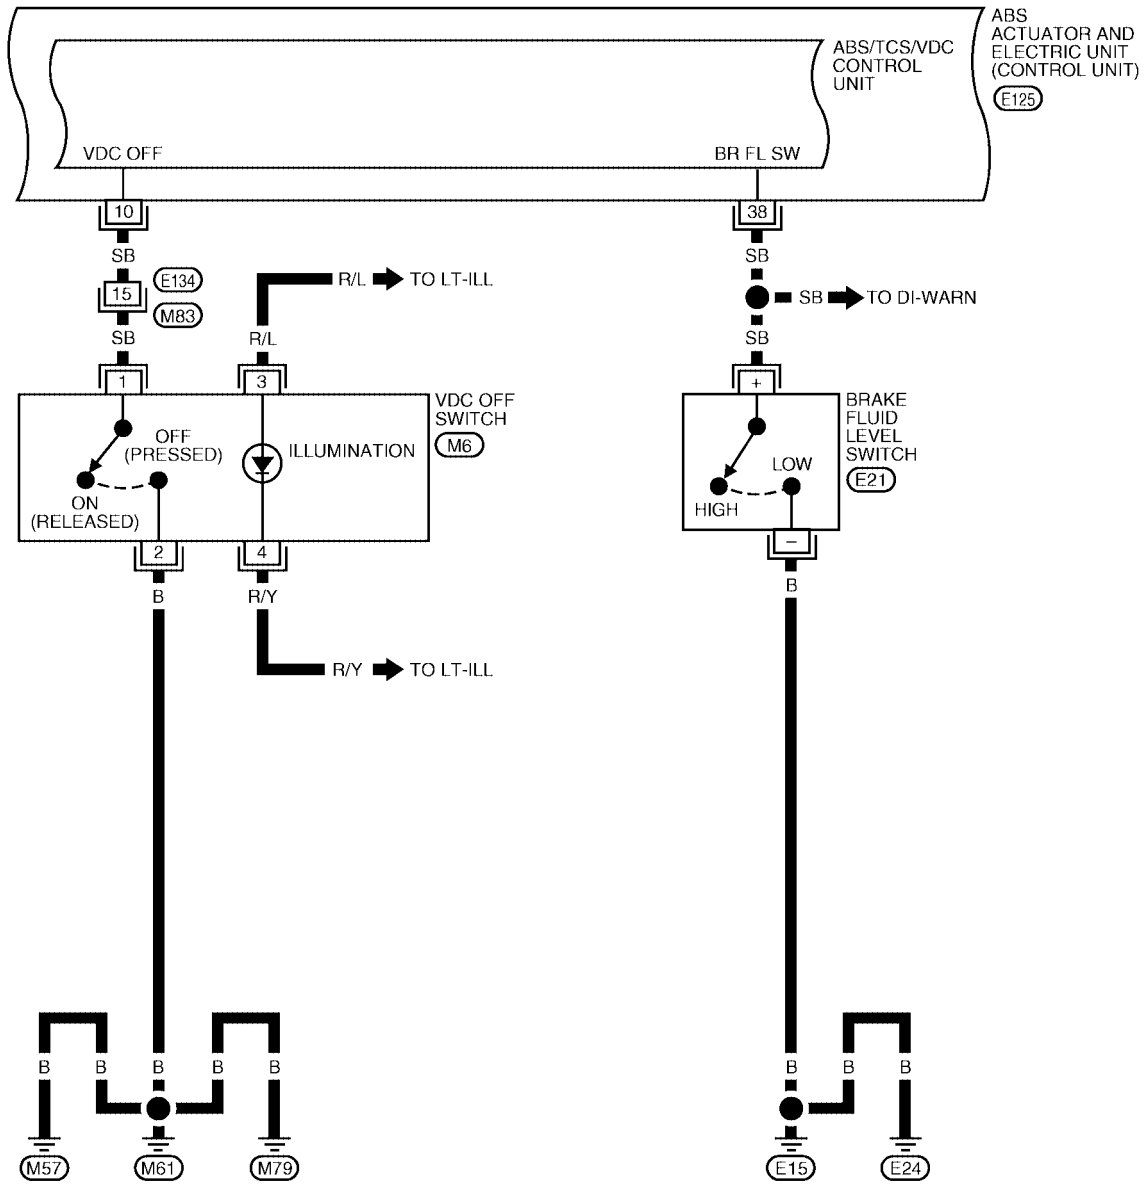 ABS
ACTUATOR AND
ELECTRIC UNIT
(CONTROL UNIT)
E125
ABS/TCS/VDC
CONTROL
UNIT
VDC OFF
BR FL SW
10
38
SB
SB
15
E134
M83
R/L
TO LT-ILL
SB
TO DI-WARN
SB
R/L
SB
1
3
+
VDC OFF
SWITCH
M6
OFF
(PRESSED)
ON
(RELEASED)
ILLUMINATION
BRAKE
FLUID
LEVEL
SWITCH
E21
LOW
HIGH
2
4
–
B
R/Y
B
R/Y
TO LT-ILL
B
B
B
B
B
B
B
B
M57
M61
M79
E15
E24